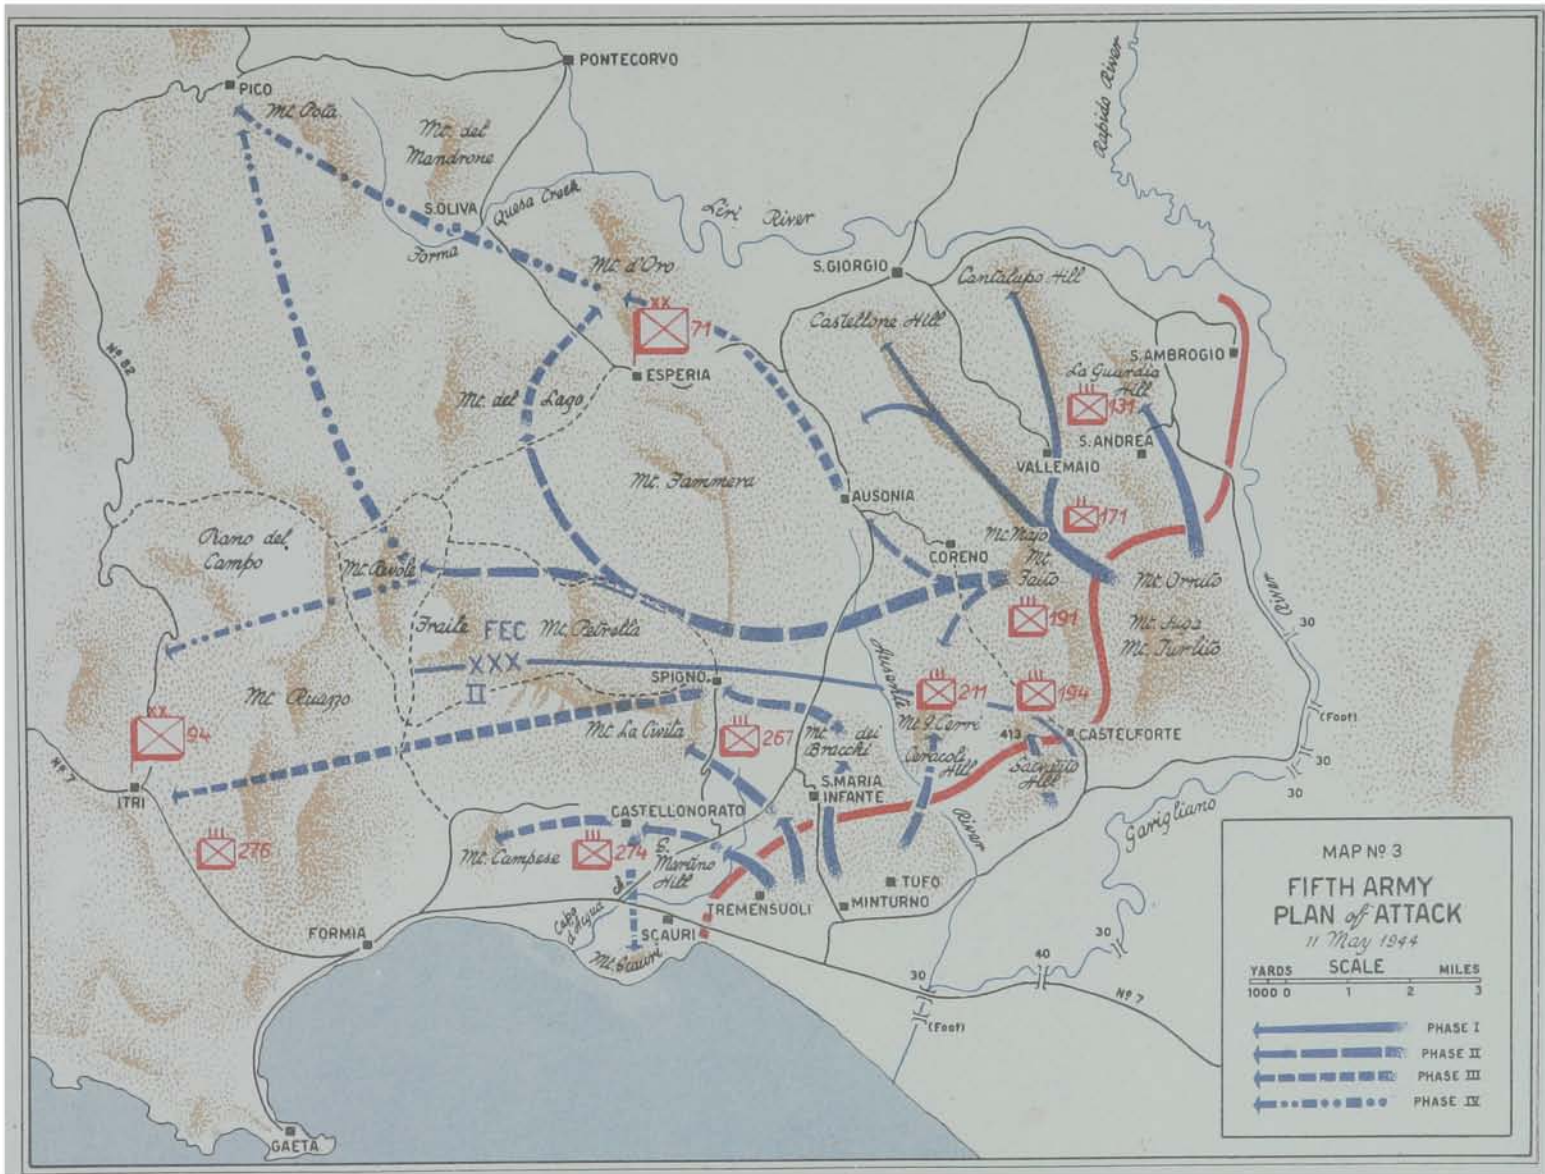 PONTECORVO
PICO
Mt. Pota
Mt. del
Mandrone
Rapido River
S.OLIVA
Quesa Creek
Forma
Liri River
Mt. d'Oro
S.GIORGIO
Cantalupo Hill
Castellone Hill
XX
71
Nº 82
ESPERIA
S.AMBROGIO
La Guardia
Hill
131
Mt. del Lago
S.ANDREA
VALLEMAIO
Mt. Fammera
AUSONIA
171
Piano del
Campo
CORENO
Mt. Majo
Mt.
Faito
Mt. Revole
Mt. Ornito
River
30
191
Fraile
FEC
Mt. Petrella
Mt. Juga
Mt. Turlito
XXX
II
SPIGNO
Ausente
211
194
Mt. Ruazo
(Foot)
XX
94
Mt. La Civita
267
Mt. dei
Bracchi
Mt. I Cerri
413
CASTELFORTE
Ceracoli
Hill
Salvatito
Hill
30
30
Nº 7
ITRI
S.MARIA
INFANTE
CASTELLONORATO
River
Garigliano
276
Mt. Campese
274
S.
Martino
Hill
TUFO
TREMENSUOLI
MINTURNO
Capo
d'Acqua
SCAURI
FORMIA
Mt. Scauri
30
40
30
Nº 7
(Foot)
GAETA
MAP Nº 3
FIFTH ARMY
PLAN of ATTACK
11 May 1944
YARDS SCALE MILES
1000 0 1 2 3
PHASE I
PHASE II
PHASE III
PHASE IV